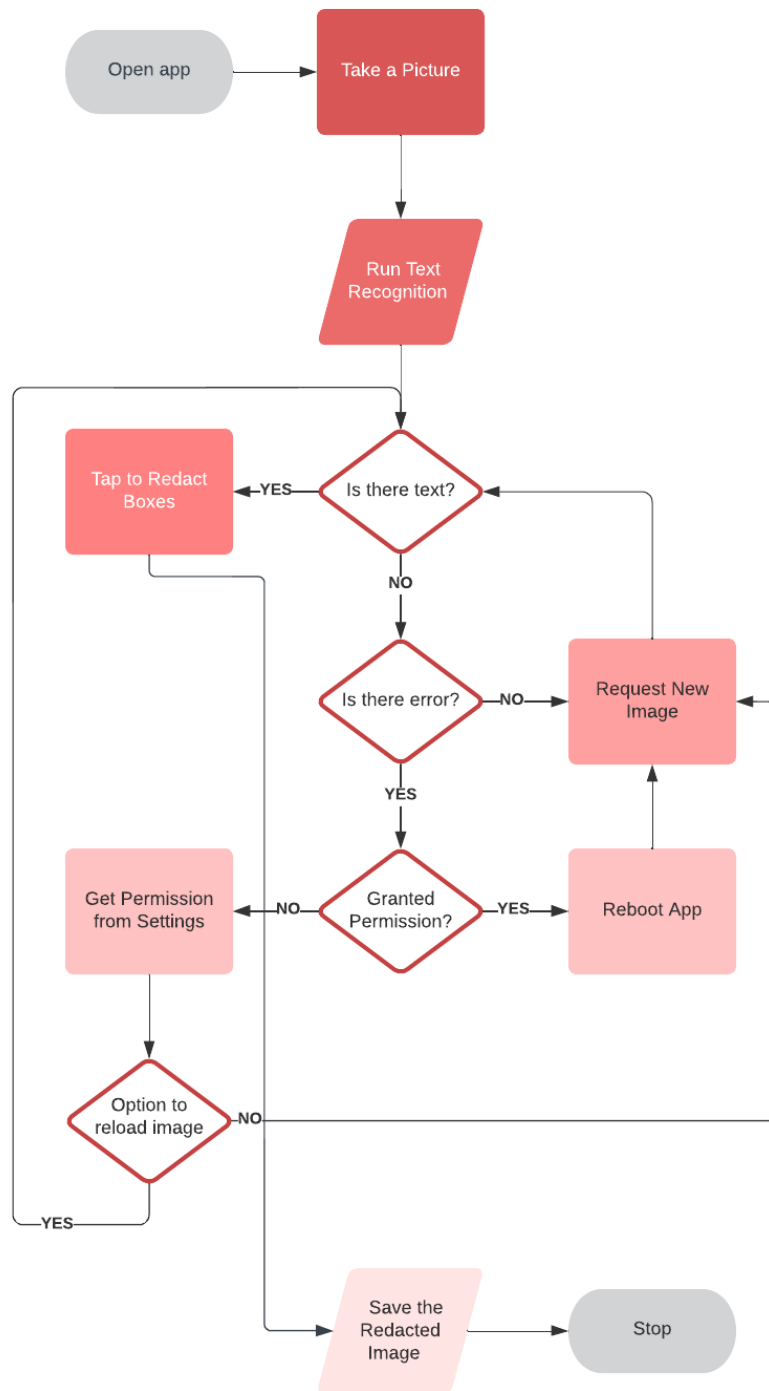 Open app
Take a Picture
Run Text
Recognition
Is there text?
YES
Tap to Redact
Boxes
NO
Is there error?
NO
Request New
Image
YES
Granted
Permission?
NO
Get Permission
from Settings
YES
Reboot App
Option to
reload image
NO
YES
Save the
Redacted
Image
Stop